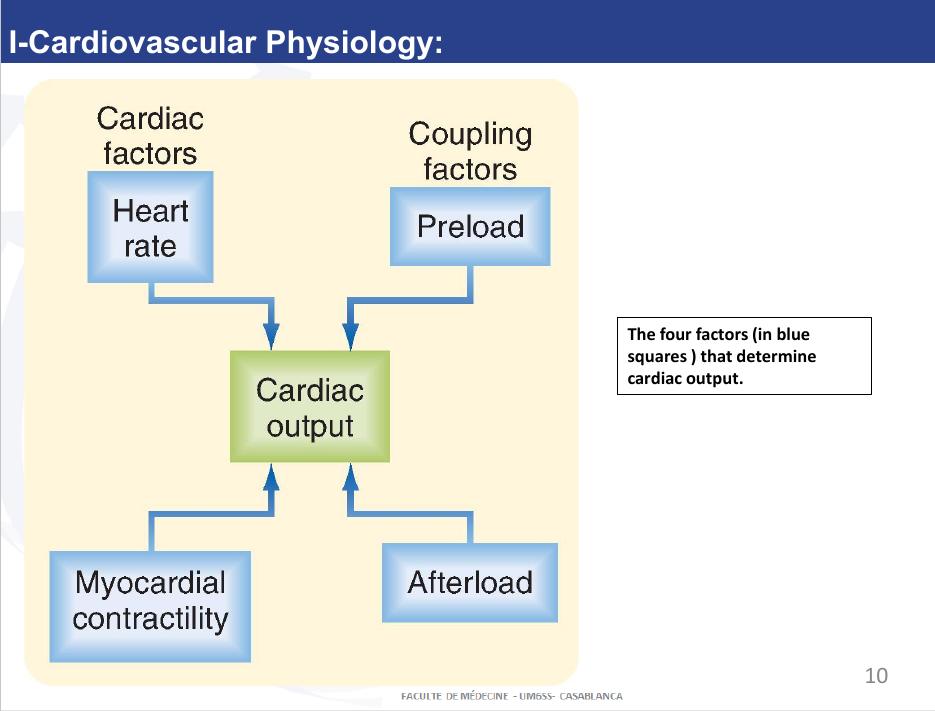 I-Cardiovascular Physiology:
Cardiac
factors
Heart
rate
Coupling
factors
Preload
Cardiac
output
Myocardial
contractility
Afterload
The four factors (in blue
squares ) that determine
cardiac output.
10
FACULTE DE MÉDECINE - UM6SS- CASABLANCA